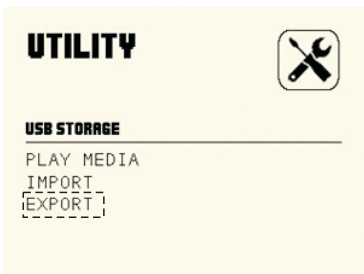 UTILITY
USB STORAGE
PLAY MEDIA
IMPORT
EXPORT